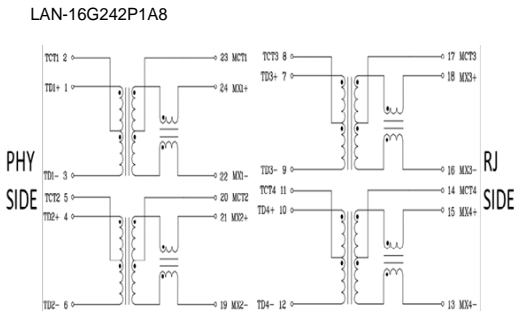 LAN-16G242P1A8
TCT1 2
23 MCT1
TCT3 8
17 MCT3
TD1+ 1
24 MX1+
TD3+ 7
18 MX3+
PHY SIDE
RJ SIDE
TD1- 3
22 MX1-
TD3- 9
16 MX3-
TCT2 5
20 MCT2
TCT4 11
14 MCT4
TD2+ 4
21 MX2+
TD4+ 10
15 MX4+
TD2- 6
19 MX2-
TD4- 12
13 MX4-